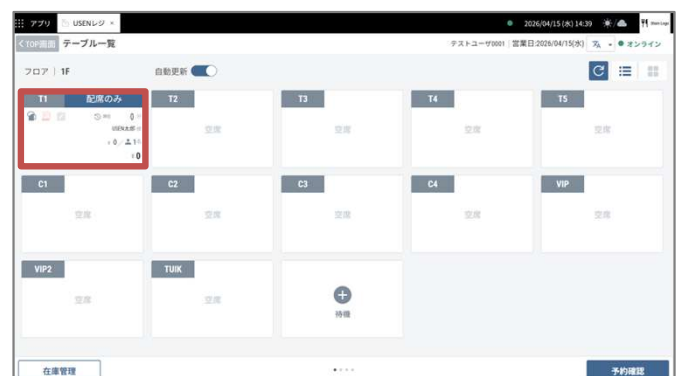 アプリ USENレジ × 2026/04/15 (水) 14:39
<TOP画面 テーブル一覧 テストユーザ0001 営業日:2026/04/15(水) オンライン
フロア | 1F 自動更新
T1 配席のみ T2 T3 T4 T5
0
USEN太郎
0 / 1
0
空席 空席 空席 空席
C1 C2 C3 C4 VIP
空席 空席 空席 空席 空席
VIP2 TUIK
空席 空席 待機
在庫管理 予約確認